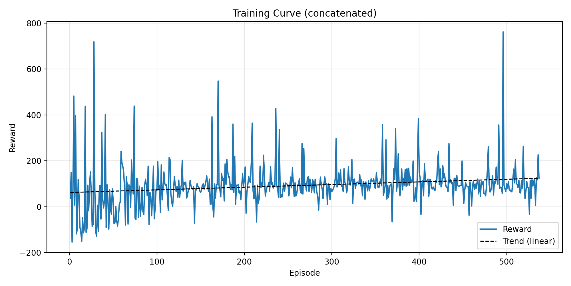 Training Curve (concatenated)
800
600
400
200
0
−200
Reward
0
100
200
300
400
500
Episode
Reward
Trend (linear)